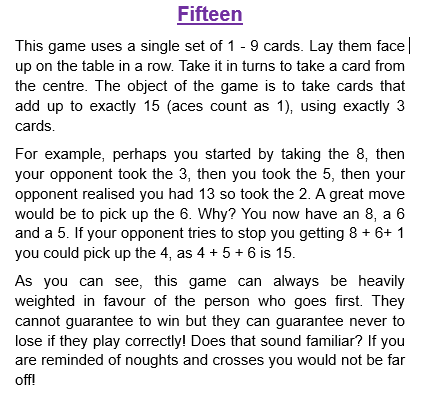 Fifteen
This game uses a single set of 1 - 9 cards. Lay them face
up on the table in a row. Take it in turns to take a card from
the centre. The object of the game is to take cards that
add up to exactly 15 (aces count as 1), using exactly 3
cards.
For example, perhaps you started by taking the 8, then
your opponent took the 3, then you took the 5, then your
opponent realised you had 13 so took the 2. A great move
would be to pick up the 6. Why? You now have an 8, a 6
and a 5. If your opponent tries to stop you getting 8 + 6+ 1
you could pick up the 4, as 4 + 5 + 6 is 15.
As you can see, this game can always be heavily
weighted in favour of the person who goes first. They
cannot guarantee to win but they can guarantee never to
lose if they play correctly! Does that sound familiar? If you
are reminded of noughts and crosses you would not be far
off!